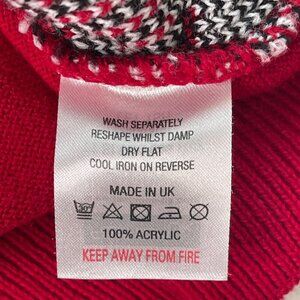 WASH SEPARATELY
RESHAPE WHILST DAMP
DRY FLAT
COOL IRON ON REVERSE
MADE IN UK
100% ACRYLIC
KEEP AWAY FROM FIRE